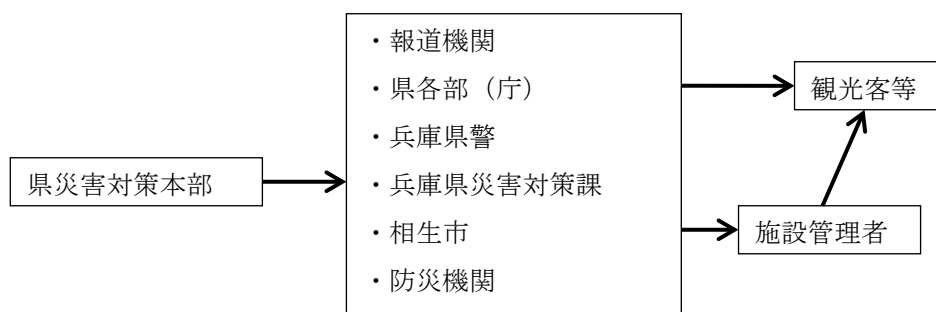 県災害対策本部
・報道機関
・県各部（庁）
・兵庫県警
・兵庫県災害対策課
・相生市
・防災機関
観光客等
施設管理者